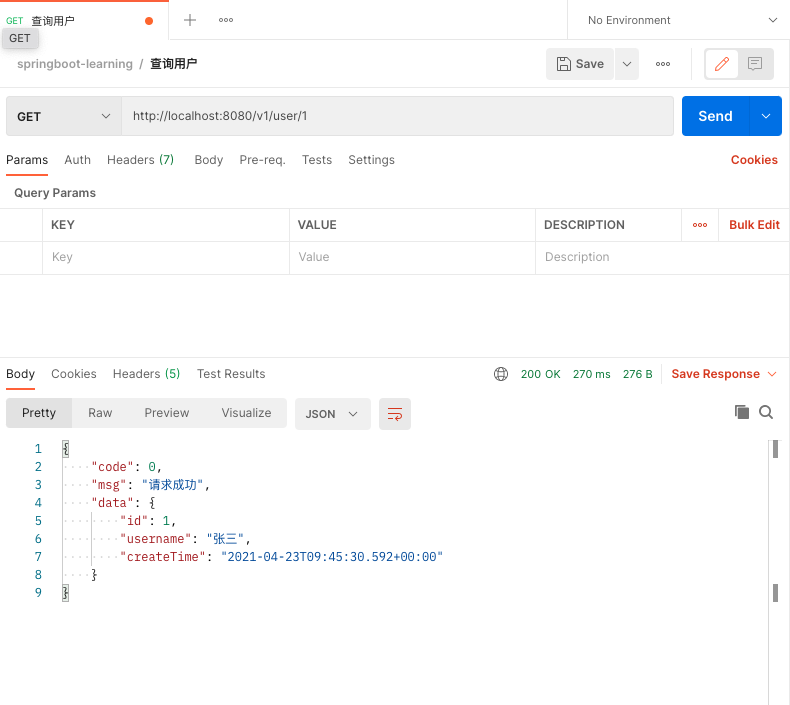 GET 查询用户
No Environment
GET
springboot-learning / 查询用户
Save
GET
http://localhost:8080/v1/user/1
Send
Params Auth Headers (7) Body Pre-req. Tests Settings Cookies
Query Params
KEY VALUE DESCRIPTION Bulk Edit
Key Value Description
Body Cookies Headers (5) Test Results 200 OK 270 ms 276 B Save Response
Pretty Raw Preview Visualize JSON
1 {
2 "code": 0,
3 "msg": "请求成功",
4 "data": {
5 "id": 1,
6 "username": "张三",
7 "createTime": "2021-04-23T09:45:30.592+00:00"
8 }
9 }